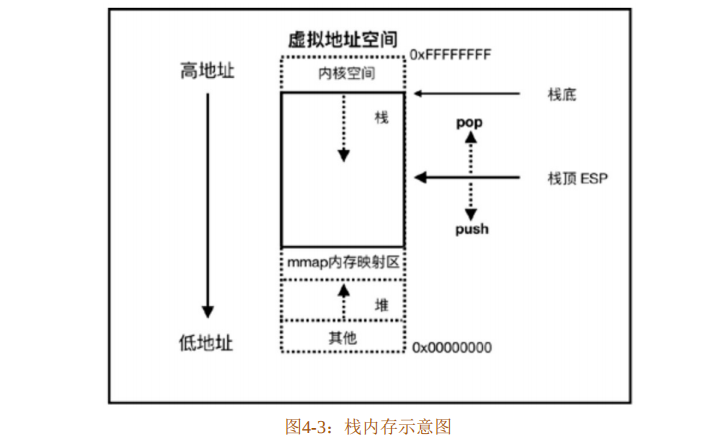 虚拟地址空间
0xFFFFFFFF
高地址
内核空间
栈底
栈
pop
栈顶 ESP
push
mmap内存映射区
堆
其他
低地址
0x00000000
图4-3：栈内存示意图